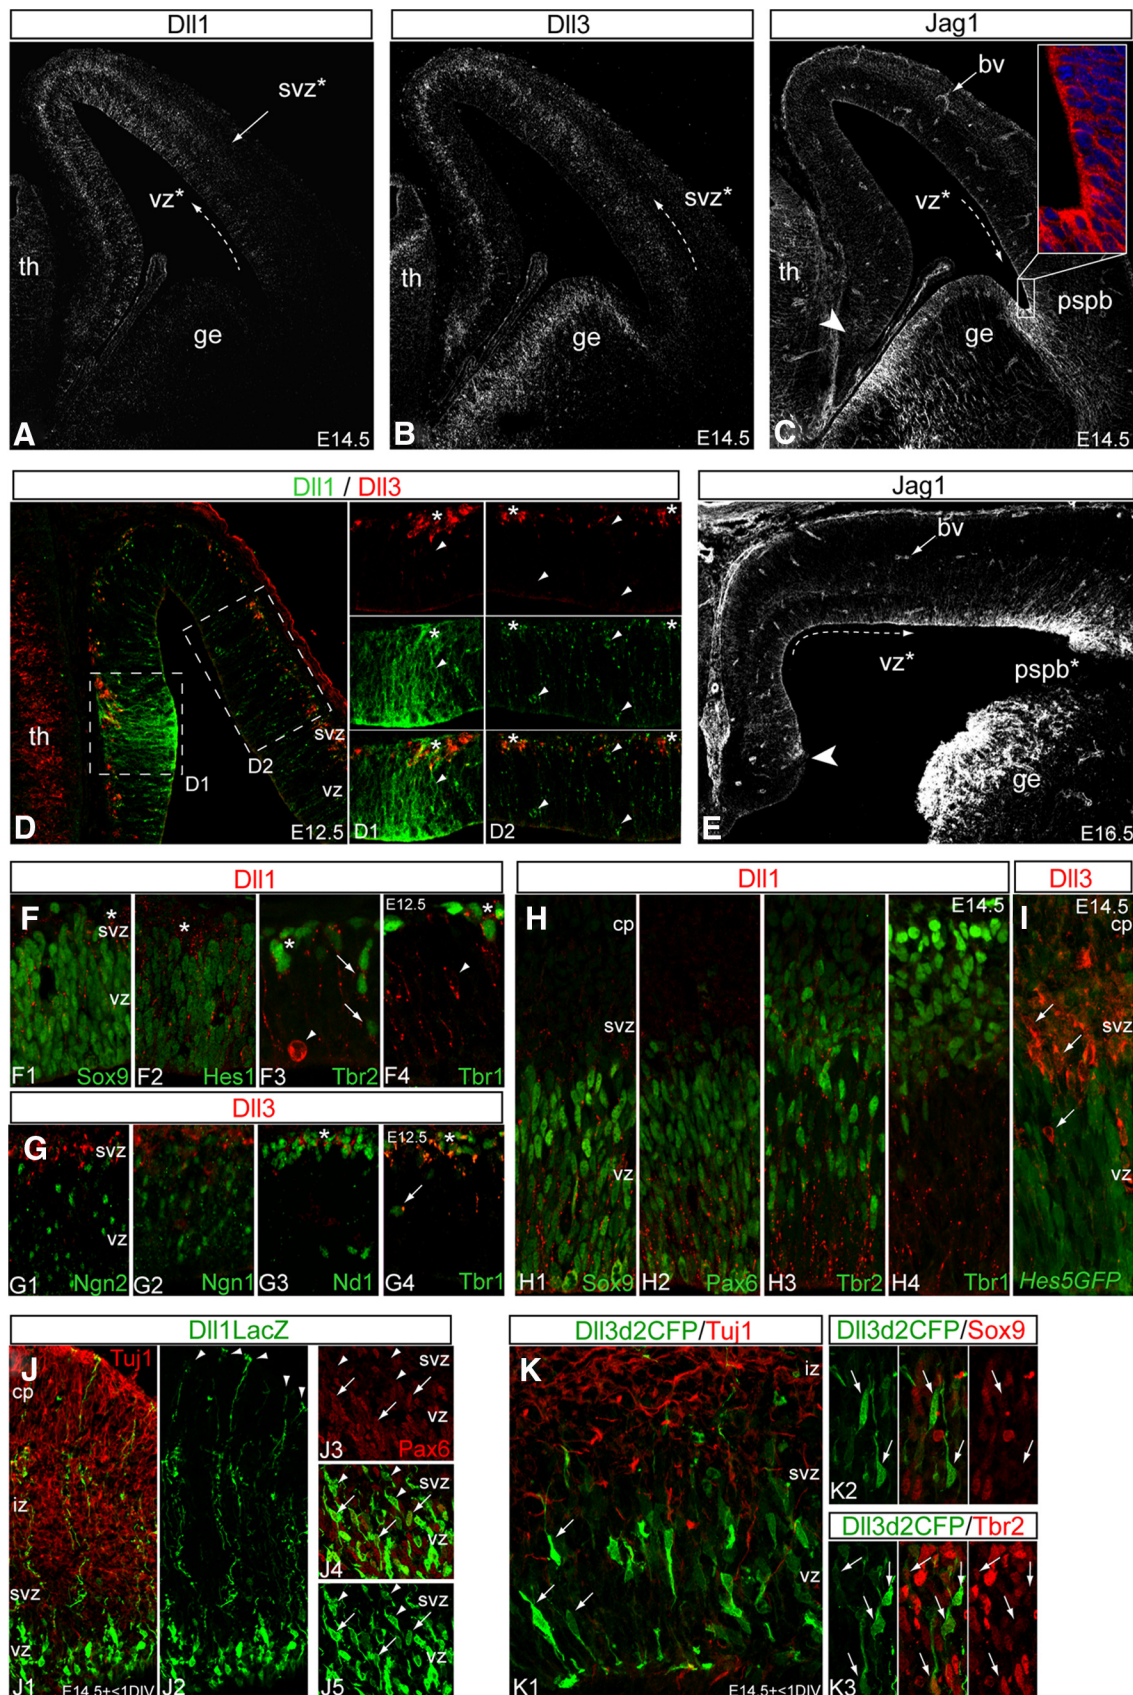 Dll1
svz*
vz*
th
ge
A
E14.5
Dll3
svz*
th
ge
B
E14.5
Jag1
bv
vz*
th
pspb
ge
C
E14.5
Dll1 / Dll3
th
D1
D2
svz
vz
D
E12.5
*
*
*
D1
* *
* *
* *
D2
Jag1
bv
vz*
pspb*
ge
E
E16.5
Dll1
F
*
svz
vz
F1
Sox9
*
F2
Hes1
*
F3
Tbr2
E12.5
*
F4
Tbr1
Dll3
G
svz
vz
G1
Ngn2
G2
Ngn1
*
G3
Nd1
E12.5
*
G4
Tbr1
Dll1
H
cp
svz
vz
H1
Sox9
H2
Pax6
H3
Tbr2
E14.5
H4
Tbr1
Dll3
I
E14.5
cp
svz
vz
Hes5GFP
Dll1LacZ
J
Tuj1
cp
iz
svz
vz
J1
E14.5+<1DIV
J2
svz
vz
J3
Pax6
svz
vz
J4
svz
vz
J5
Dll3d2CFP/Tuj1
K
iz
svz
vz
K1
E14.5+<1DIV
Dll3d2CFP/Sox9
K2
Dll3d2CFP/Tbr2
K3